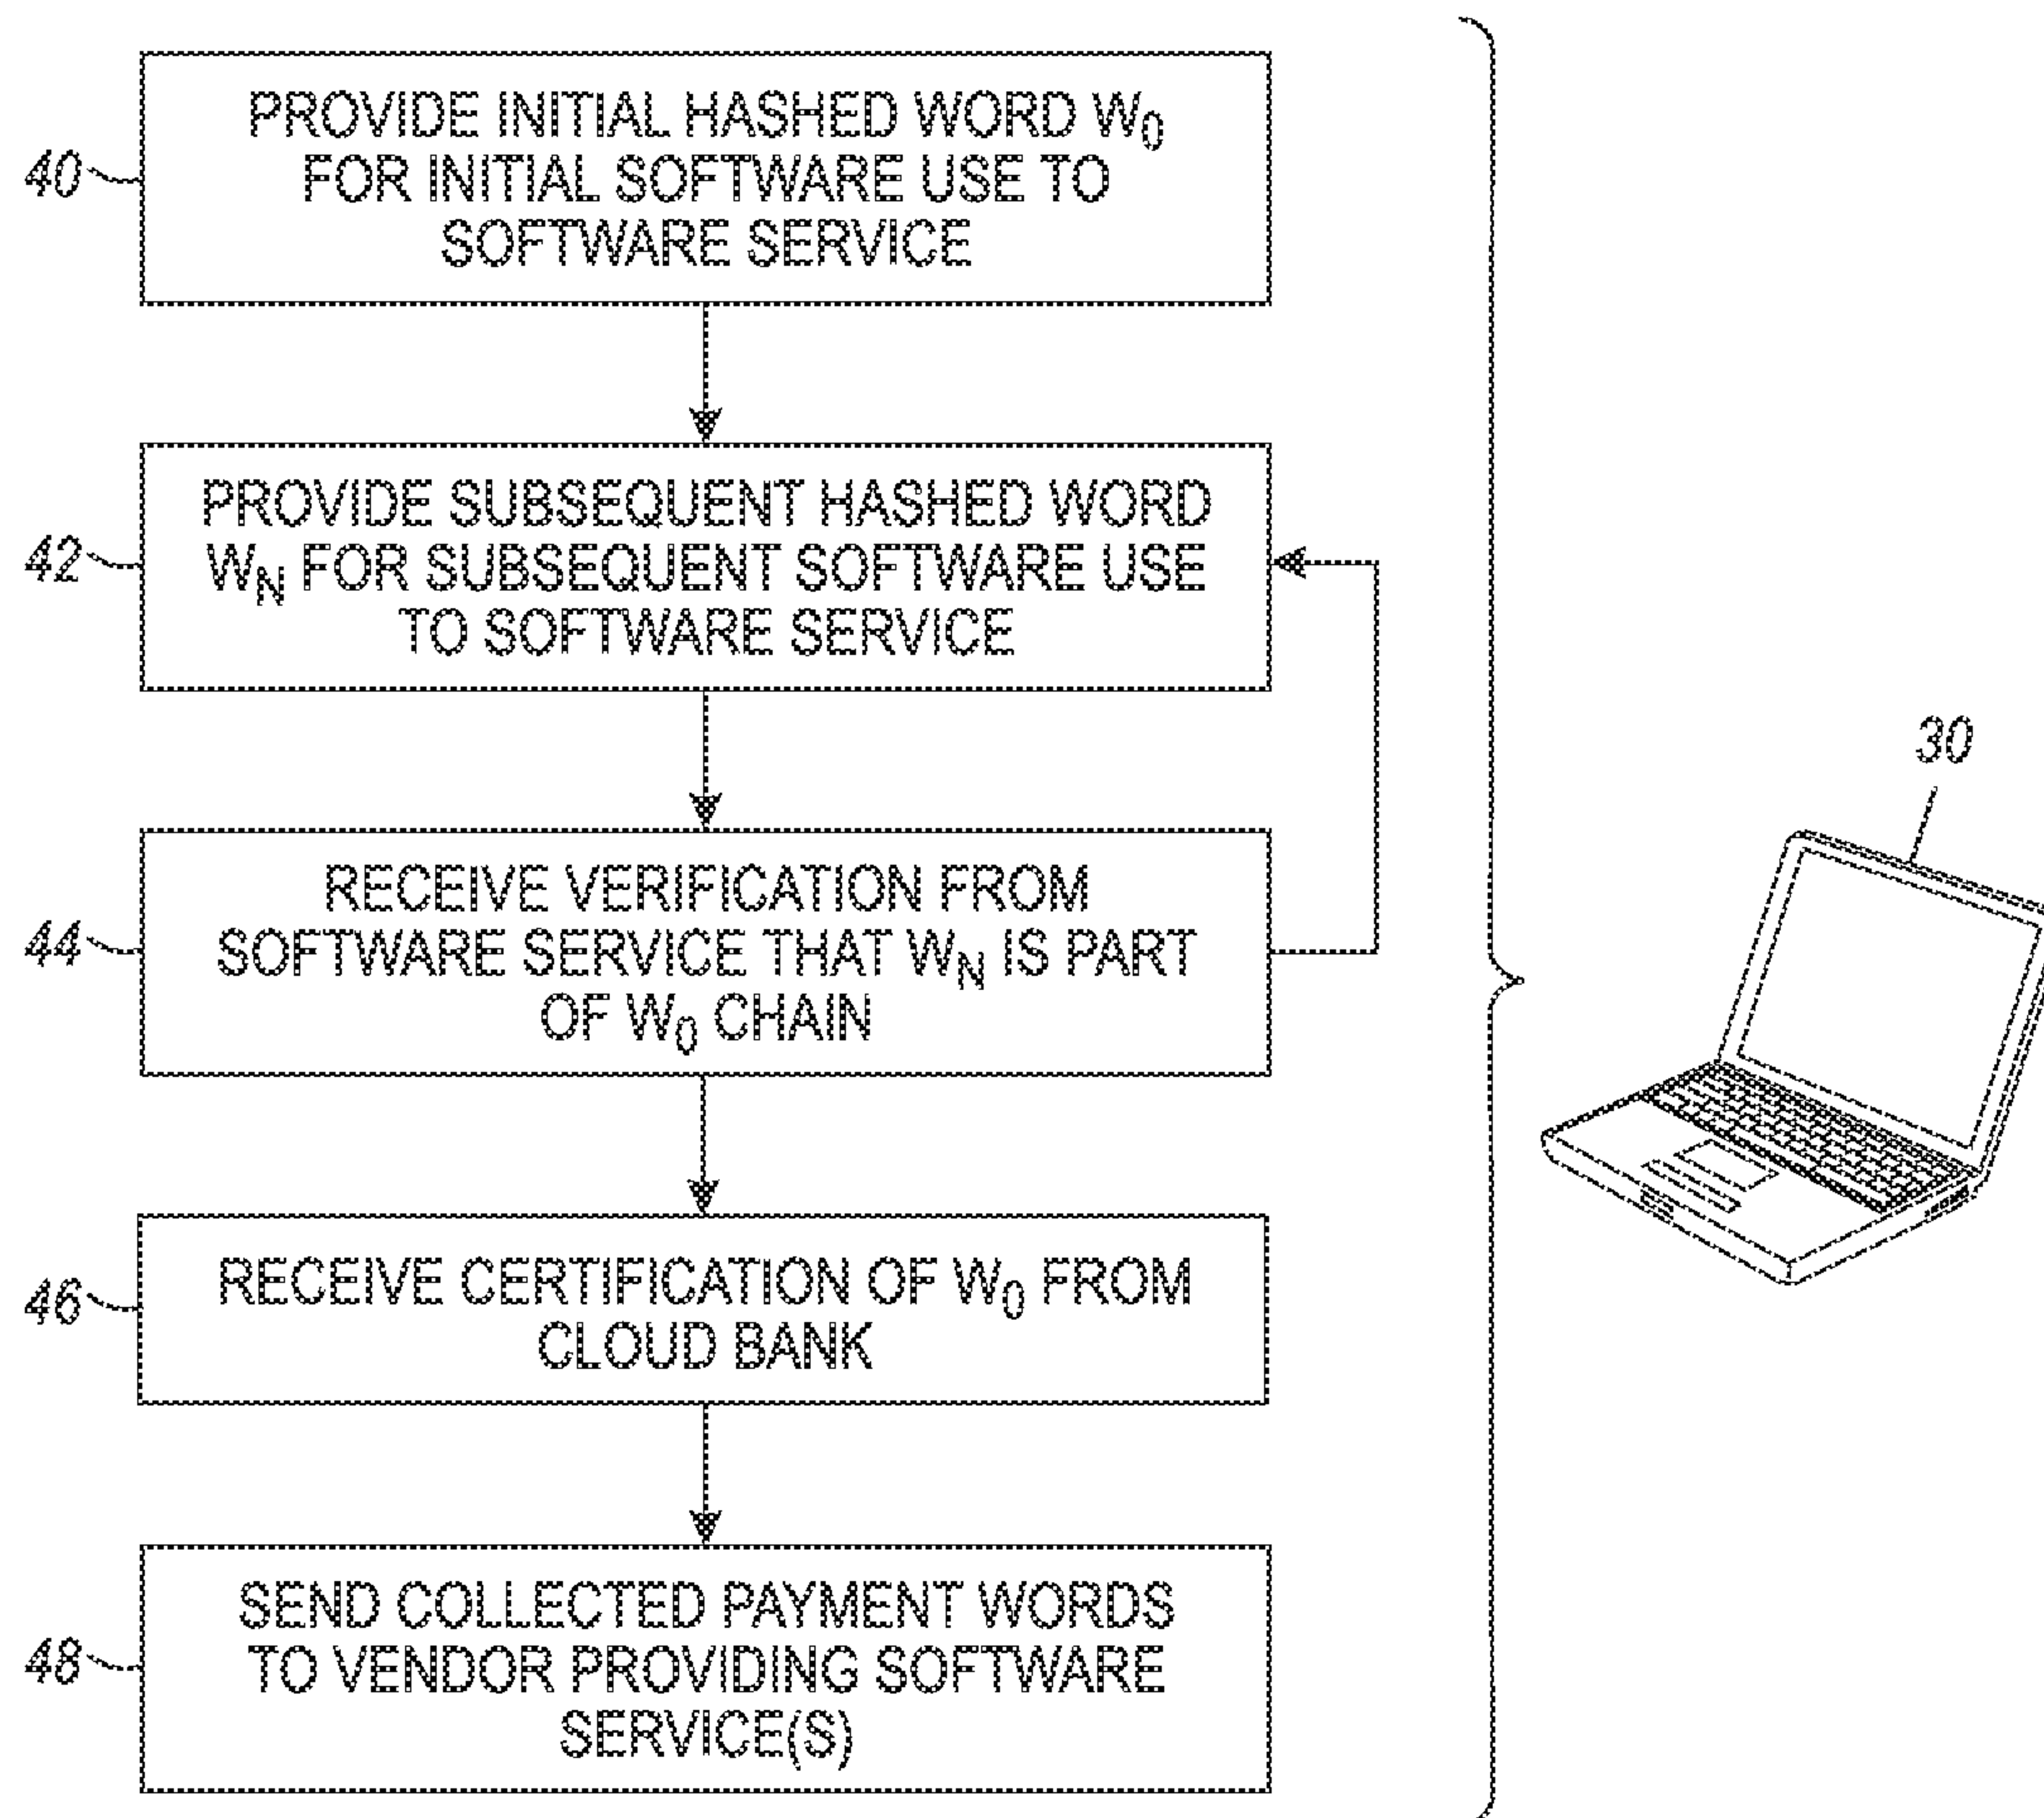 40
PROVIDE INITIAL HASHED WORD W₀
FOR INITIAL SOFTWARE USE TO
SOFTWARE SERVICE
42
PROVIDE SUBSEQUENT HASHED WORD
W_N FOR SUBSEQUENT SOFTWARE USE
TO SOFTWARE SERVICE
44
RECEIVE VERIFICATION FROM
SOFTWARE SERVICE THAT W_N IS PART
OF W₀ CHAIN
46
RECEIVE CERTIFICATION OF W₀ FROM
CLOUD BANK
48
SEND COLLECTED PAYMENT WORDS
TO VENDOR PROVIDING SOFTWARE
SERVICE(S)
30